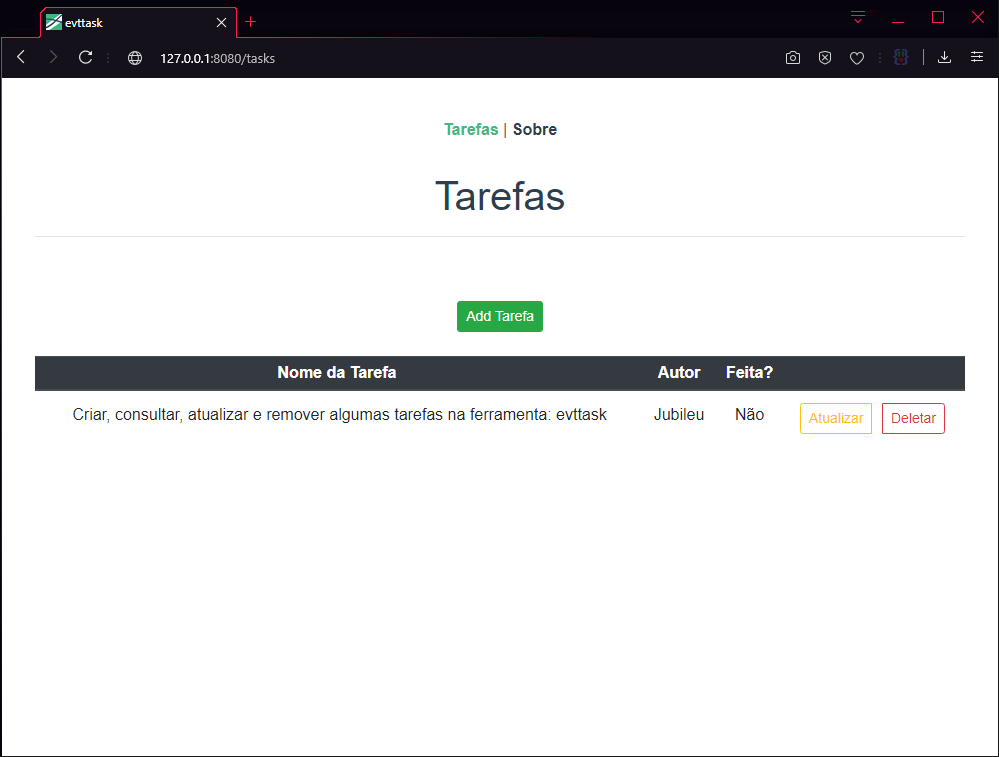 evttask
127.0.0.1:8080/tasks
Tarefas | Sobre
Tarefas
Add Tarefa
Nome da Tarefa Autor Feita?
Criar, consultar, atualizar e remover algumas tarefas na ferramenta: evttask Jubileu Não Atualizar Deletar